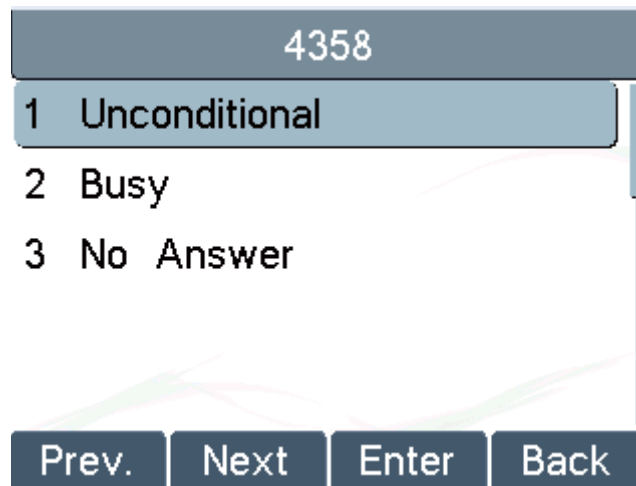 4358
1 Unconditional
2 Busy
3 No Answer
Prev. Next Enter Back